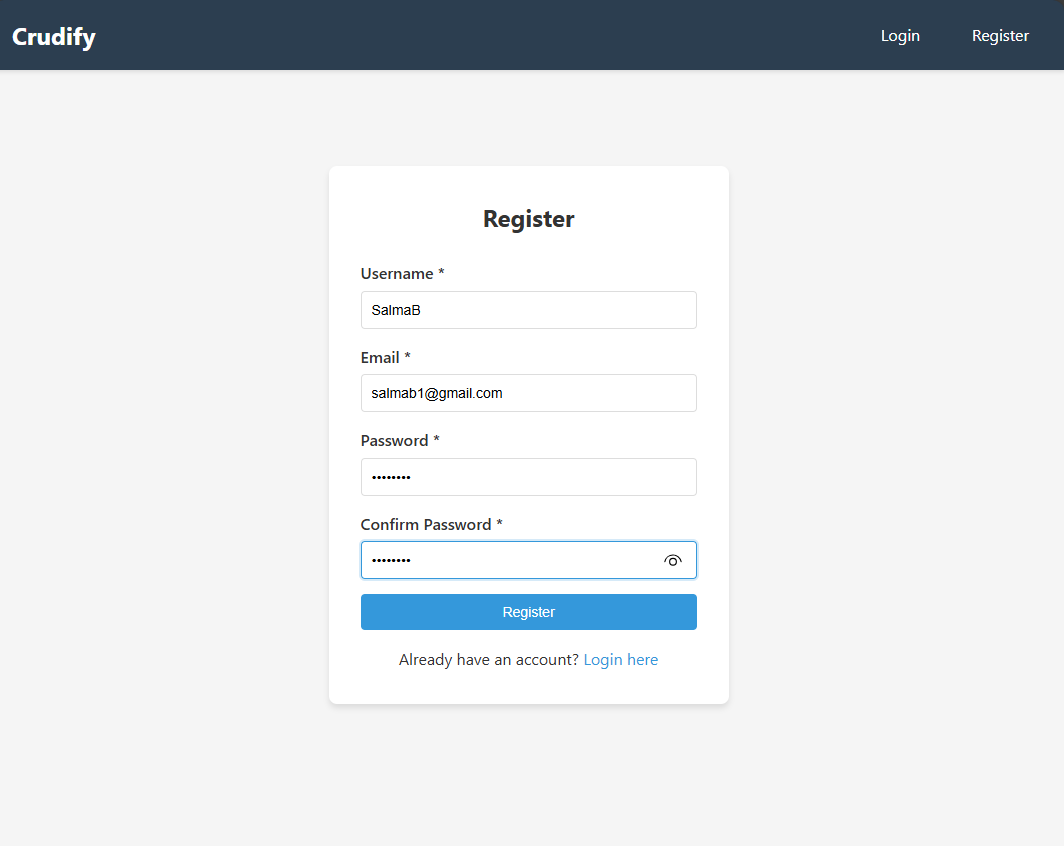 Crudify
Login
Register
Register
Username *
SalmaB
Email *
salmab1@gmail.com
Password *
••••••••
Confirm Password *
••••••••
Register
Already have an account? Login here